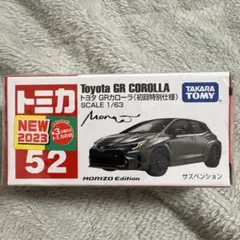 トミカ
Toyota GR COROLLA
トヨタ GRカローラ(初回特別仕様)
SCALE 1/63
TAKARA TOMY
NEW 2023
52
MORIZO Edition
サスペンション